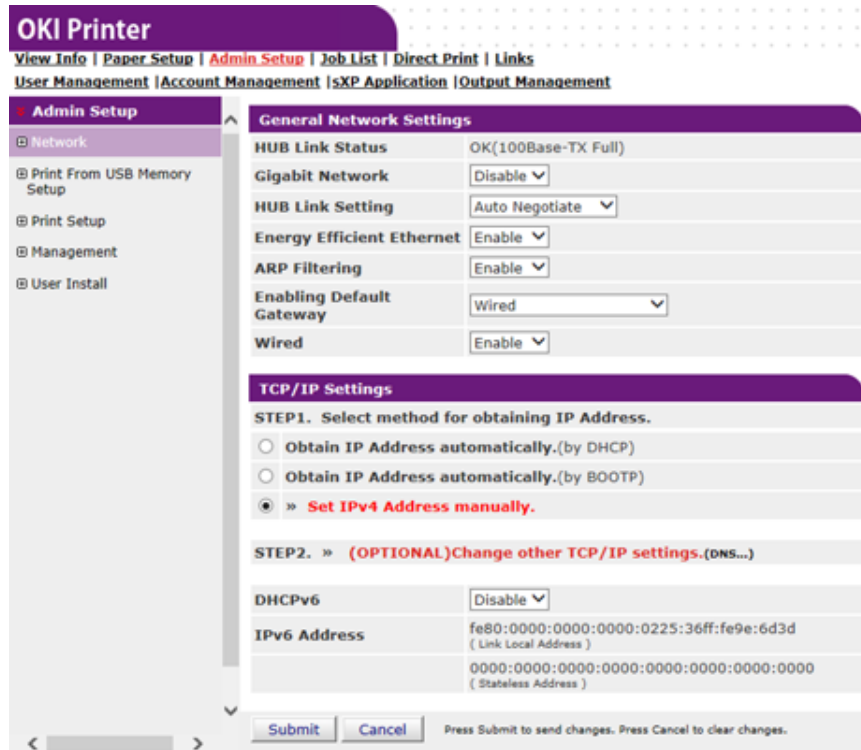 OKI Printer
View Info | Paper Setup | Admin Setup | Job List | Direct Print | Links
User Management |Account Management |sXP Application |Output Management
Admin Setup
Network
Print From USB Memory
Setup
Print Setup
Management
User Install
General Network Settings
HUB Link Status OK(100Base-TX Full)
Gigabit Network Disable
HUB Link Setting Auto Negotiate
Energy Efficient Ethernet Enable
ARP Filtering Enable
Enabling Default
Gateway Wired
Wired Enable
TCP/IP Settings
STEP1. Select method for obtaining IP Address.
Obtain IP Address automatically.(by DHCP)
Obtain IP Address automatically.(by BOOTP)
» Set IPv4 Address manually.
STEP2. » (OPTIONAL)Change other TCP/IP settings.(DNS...)
DHCPv6 Disable
IPv6 Address fe80:0000:0000:0000:0225:36ff:fe9e:6d3d
( Link Local Address )
0000:0000:0000:0000:0000:0000:0000:0000
( Stateless Address )
Submit Cancel Press Submit to send changes. Press Cancel to clear changes.